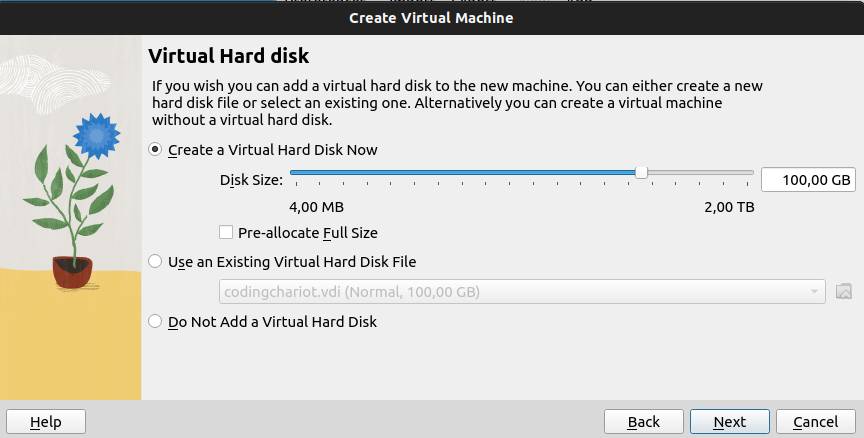 Create Virtual Machine
Virtual Hard disk
If you wish you can add a virtual hard disk to the new machine. You can either create a new
hard disk file or select an existing one. Alternatively you can create a virtual machine
without a virtual hard disk.
Create a Virtual Hard Disk Now
Disk Size:
100,00 GB
4,00 MB
2,00 TB
Pre-allocate Full Size
Use an Existing Virtual Hard Disk File
codingchariot.vdi (Normal, 100,00 GB)
Do Not Add a Virtual Hard Disk
Help
Back
Next
Cancel